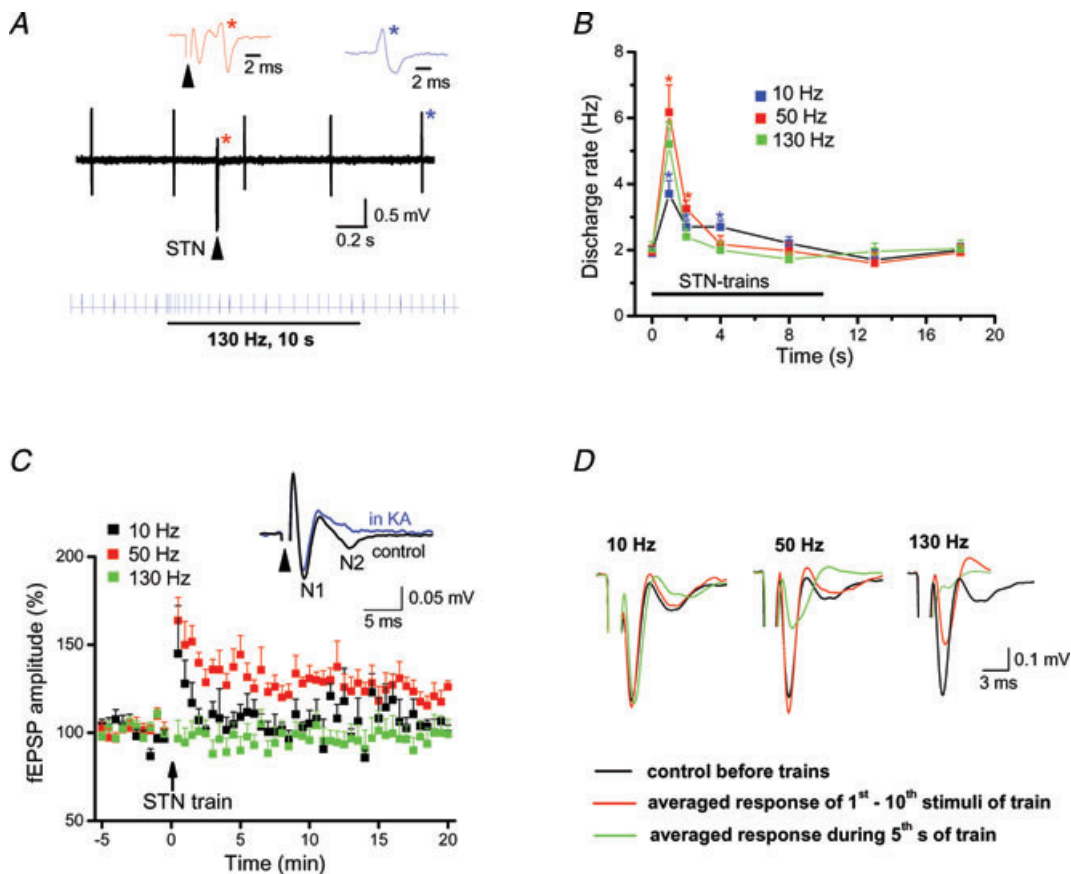 A
*
*
2 ms
2 ms
*
*
STN
0.5 mV
0.2 s
130 Hz, 10 s
B
Discharge rate (Hz)
8
6
4
2
0
*
*
*
*
*
10 Hz
50 Hz
130 Hz
STN-trains
0 4 8 12 16 20
Time (s)
C
fEPSP amplitude (%)
10 Hz
50 Hz
130 Hz
200
150
100
50
in KA
control
N1
N2
0.05 mV
5 ms
STN train
-5 0 5 10 15 20
Time (min)
D
10 Hz
50 Hz
130 Hz
0.1 mV
3 ms
control before trains
averaged response of 1st - 10th stimuli of train
averaged response during 5th s of train